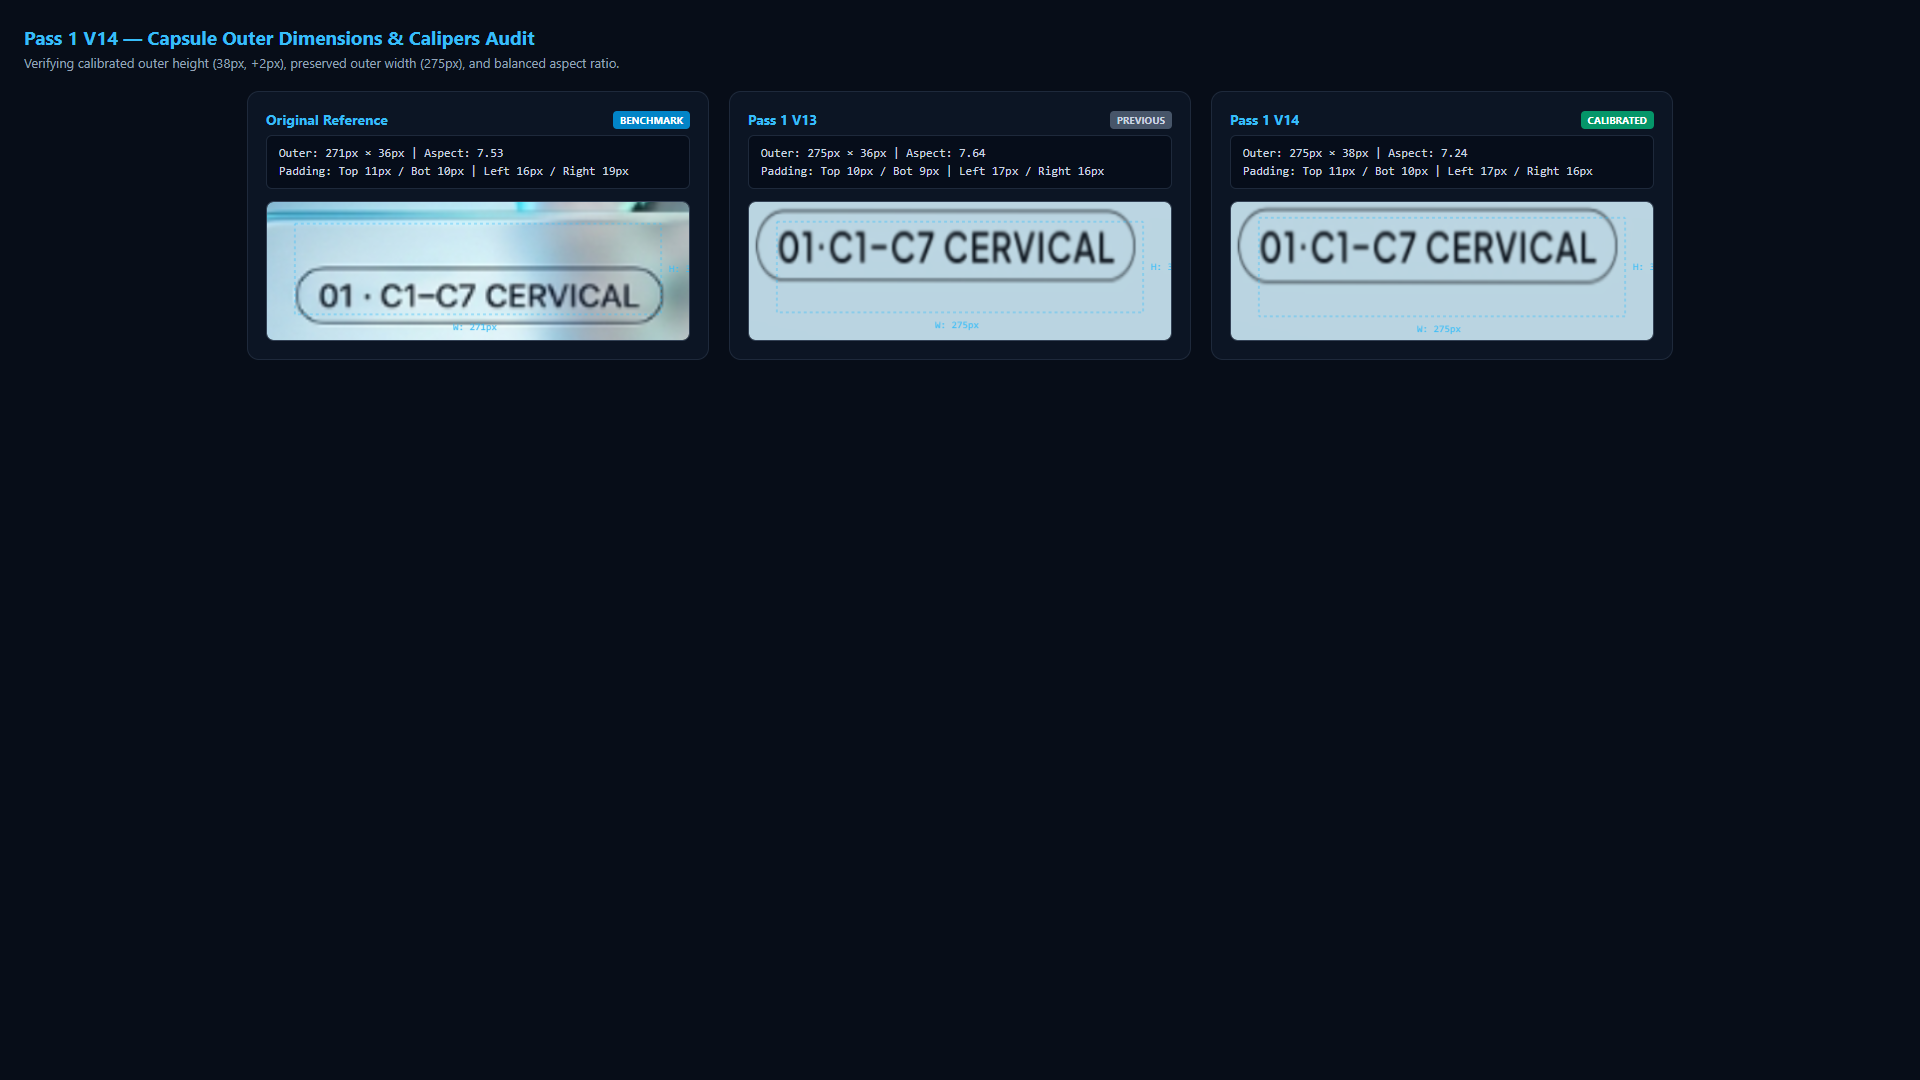 Pass 1 V14 — Capsule Outer Dimensions & Calipers Audit
Verifying calibrated outer height (38px, +2px), preserved outer width (275px), and balanced aspect ratio.
Original Reference
BENCHMARK
Outer: 271px × 36px | Aspect: 7.53
Padding: Top 11px / Bot 10px | Left 16px / Right 19px
H:
01 · C1–C7 CERVICAL
W: 271px
Pass 1 V13
PREVIOUS
Outer: 275px × 36px | Aspect: 7.64
Padding: Top 10px / Bot 9px | Left 17px / Right 16px
01·C1–C7 CERVICAL
H:
W: 275px
Pass 1 V14
CALIBRATED
Outer: 275px × 38px | Aspect: 7.24
Padding: Top 11px / Bot 10px | Left 17px / Right 16px
01·C1–C7 CERVICAL
H:
W: 275px